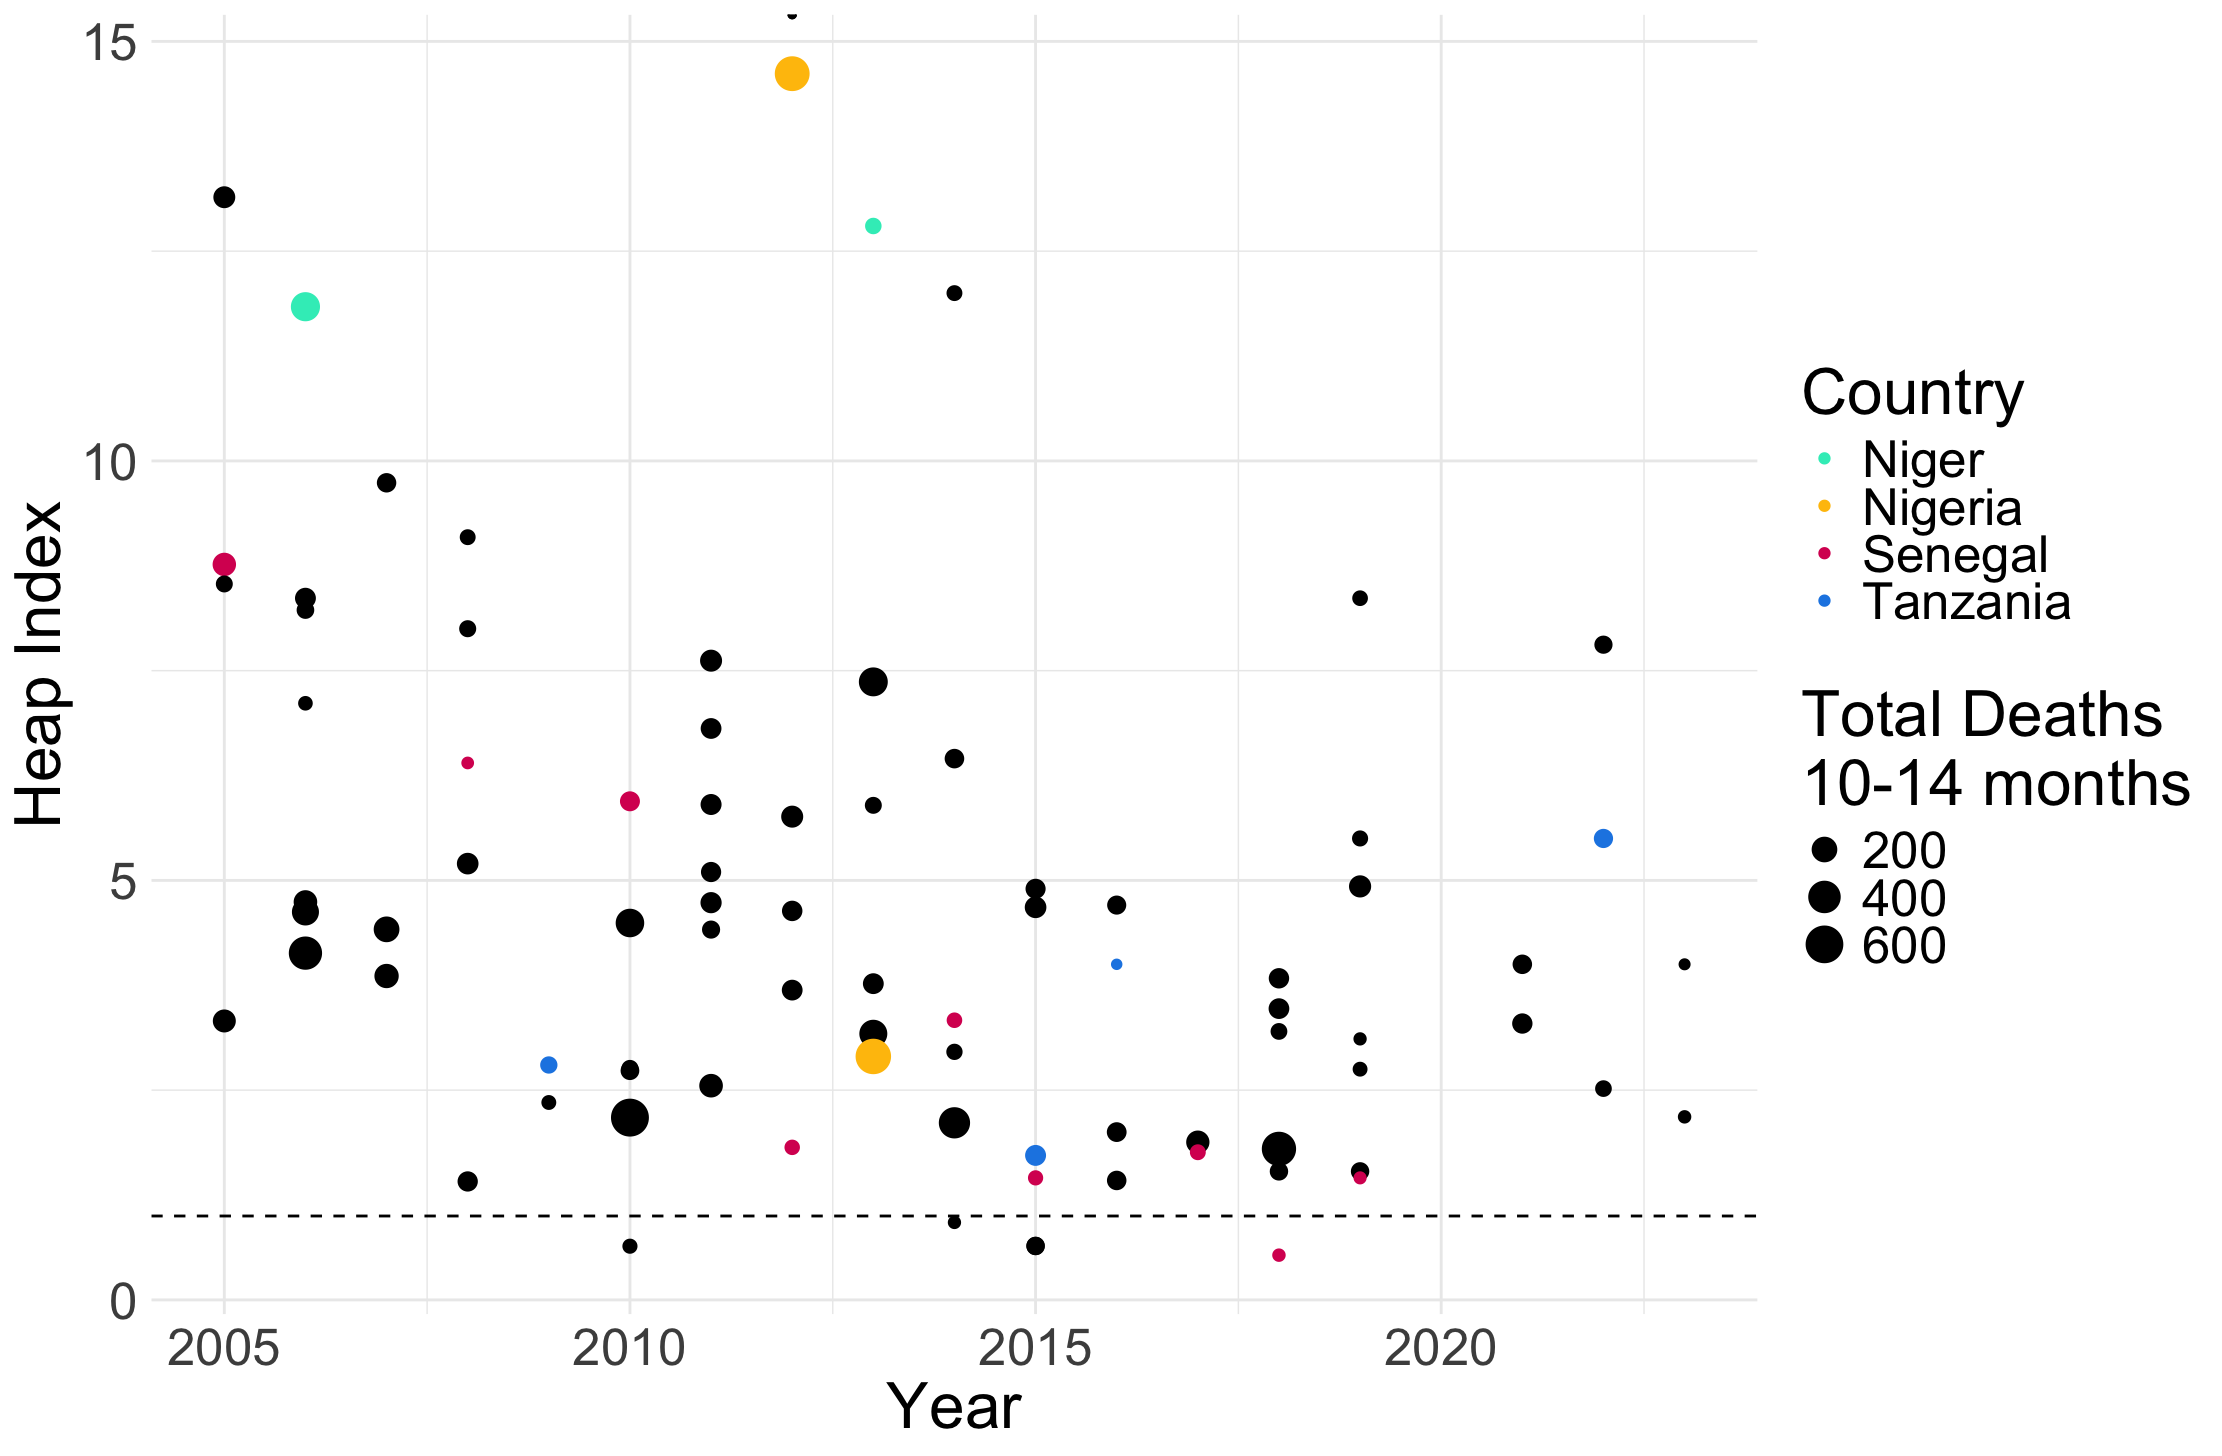 15
10
5
0
Heap Index
2005
2010
2015
2020
Year
Country
Niger
Nigeria
Senegal
Tanzania
Total Deaths
10-14 months
200
400
600